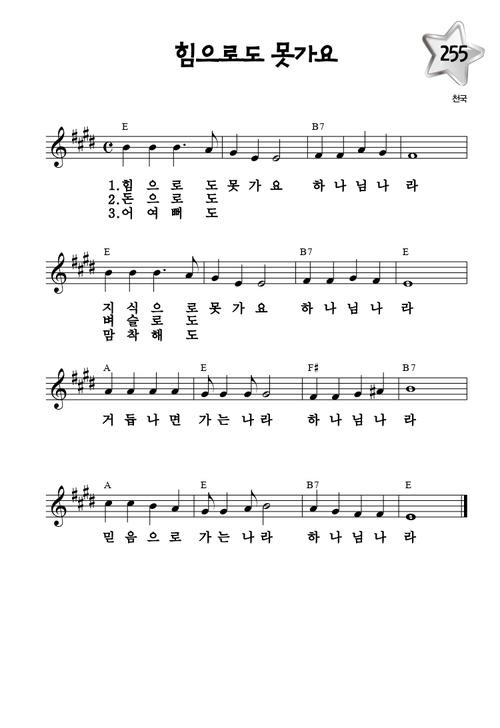 힘으로도 못가요
255
천국
E B7
1.힘 으 로 도 못 가 요 하 나 님 나 라
2.돈 으 로 도
3.어 여 뻐 도
E B7 E
지 식 으 로 못 가 요 하 나 님 나 라
벼 슬 로 도
맘 착 해 도
A E F♯ B7
거 듭 나 면 가 는 나 라 하 나 님 나 라
A E B7 E
믿 음 으 로 가 는 나 라 하 나 님 나 라